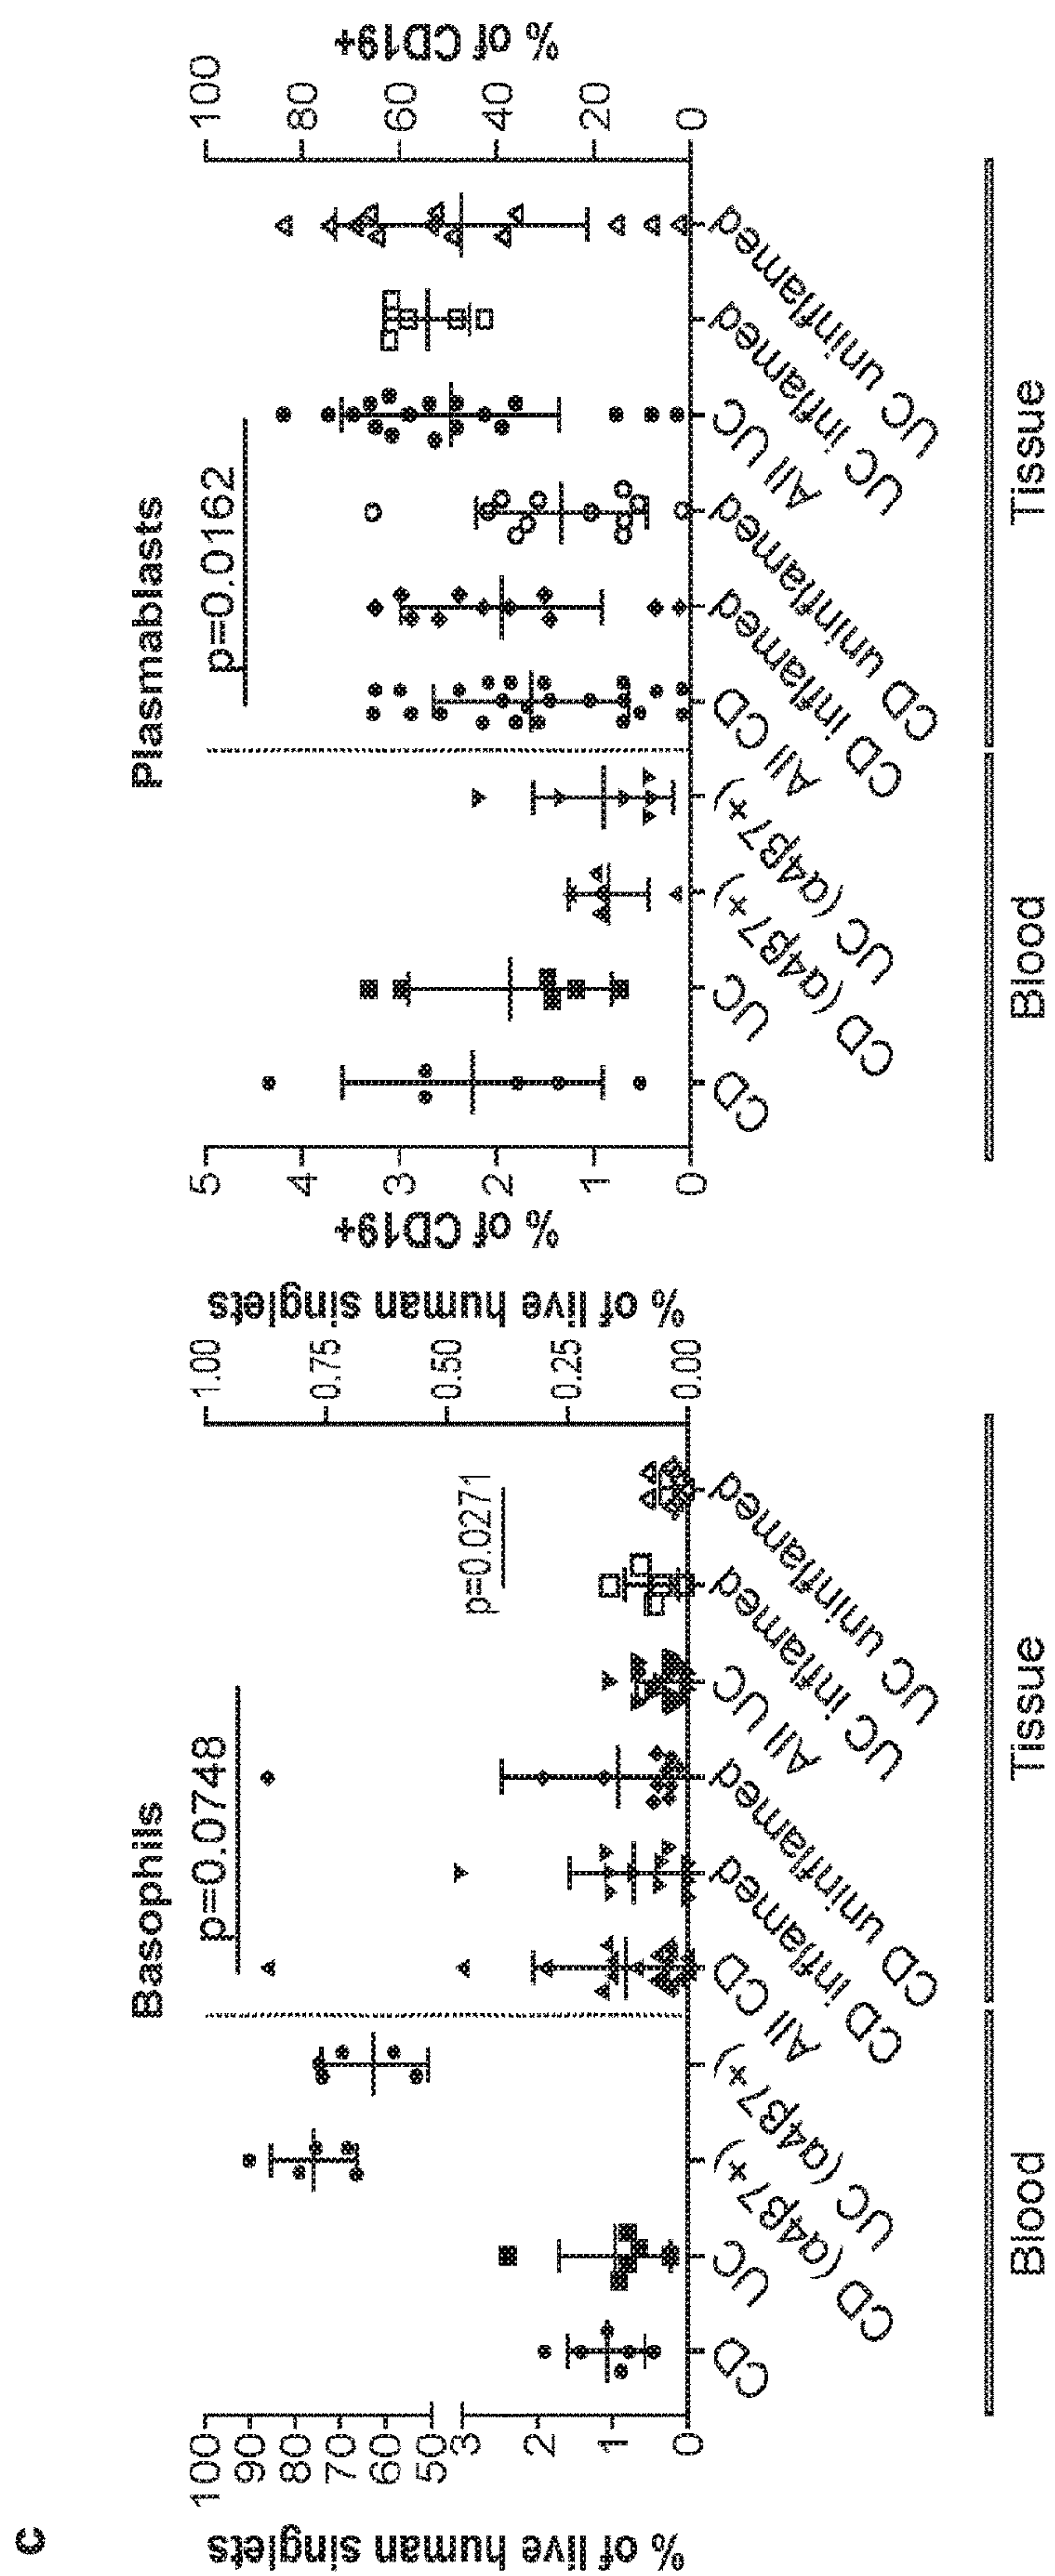 c
Basophils
p=0.0748
p=0.0271
% of live human singlets
100
90
80
70
60
50
3
2
1
0
1.00
0.75
0.50
0.25
0.00
% of live human singlets
CD
UC
CD (α4β7+)
UC (α4β7+)
All CD
CD inflamed
CD uninflamed
All UC
UC inflamed
UC uninflamed
Blood
Tissue
Plasmablasts
p=0.0162
% of CD19+
5
4
3
2
1
0
100
80
60
40
20
0
% of CD19+
CD
UC
CD (α4β7+)
UC (α4β7+)
All CD
CD inflamed
CD uninflamed
All UC
UC inflamed
UC uninflamed
Blood
Tissue